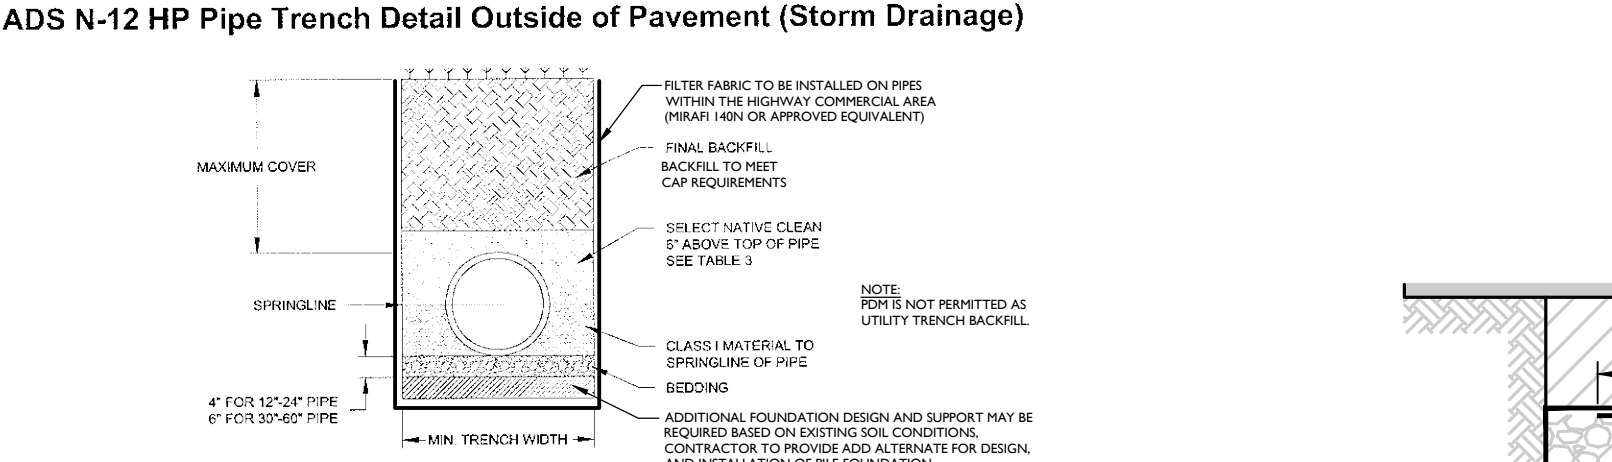 ADS N-12 HP Pipe Trench Detail Outside of Pavement (Storm Drainage)
FILTER FABRIC TO BE INSTALLED ON PIPES
WITHIN THE HIGHWAY COMMERCIAL AREA
(MIRAFI 140N OR APPROVED EQUIVALENT)
FINAL BACKFILL
BACKFILL TO MEET
CAP REQUIREMENTS
MAXIMUM COVER
SELECT NATIVE CLEAN
6" ABOVE TOP OF PIPE
SEE TABLE 3
NOTE:
PDM IS NOT PERMITTED AS
UTILITY TRENCH BACKFILL.
SPRINGLINE
CLASS I MATERIAL TO
SPRINGLINE OF PIPE
BEDDING
4" FOR 12"-24" PIPE
6" FOR 30"-60" PIPE
MIN. TRENCH WIDTH
ADDITIONAL FOUNDATION DESIGN AND SUPPORT MAY BE
REQUIRED BASED ON EXISTING SOIL CONDITIONS,
CONTRACTOR TO PROVIDE ADD ALTERNATE FOR DESIGN,
AND INSTALLATION OF PILE FOUNDATION